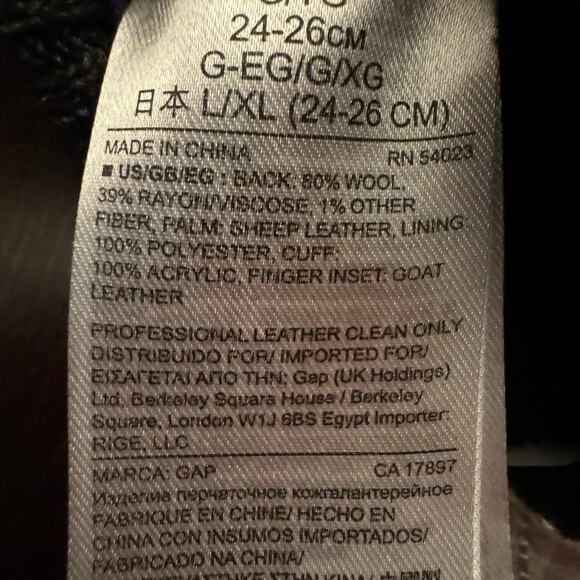 24-26CM
G-EG/G/XG
日本 L/XL (24-26 CM)
MADE IN CHINA RN 54023
■ US/GB/EG : BACK: 60% WOOL,
39% RAYON/VISCOSE, 1% OTHER
FIBER, PALM: SHEEP LEATHER, LINING:
100% POLYESTER, CUFF:
100% ACRYLIC, FINGER INSET: GOAT
LEATHER
PROFESSIONAL LEATHER CLEAN ONLY
DISTRIBUIDO POR/ IMPORTED FOR/
ΕΙΣΑΓΕΤΑΙ ΑΠΟ ΤΗΝ: Gap (UK Holdings)
Ltd, Berkeley Square House / Berkeley
Square, London W1J 6BS Egypt Importer:
RIGE, LLC
MARCA: GAP CA 17897
Изделие перчаточное кожгалантерейное
FABRIQUE EN CHINE/ HECHO EN
CHINA CON INSUMOS IMPORTADOS/
FABRICADO NA CHINA/